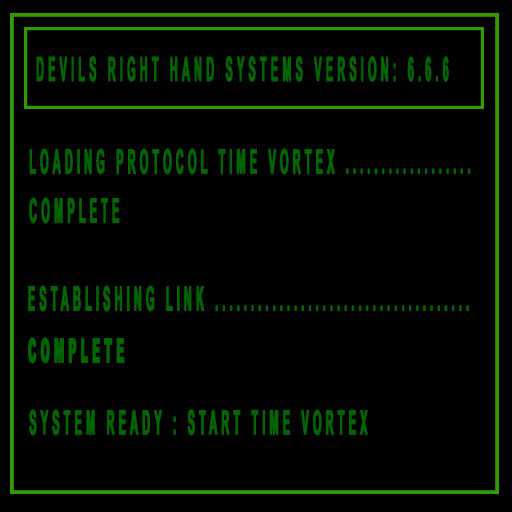 DEVILS RIGHT HAND SYSTEMS VERSION: 6.6.6
LOADING PROTOCOL TIME VORTEX ..................
COMPLETE
ESTABLISHING LINK ....................................
COMPLETE
SYSTEM READY : START TIME VORTEX